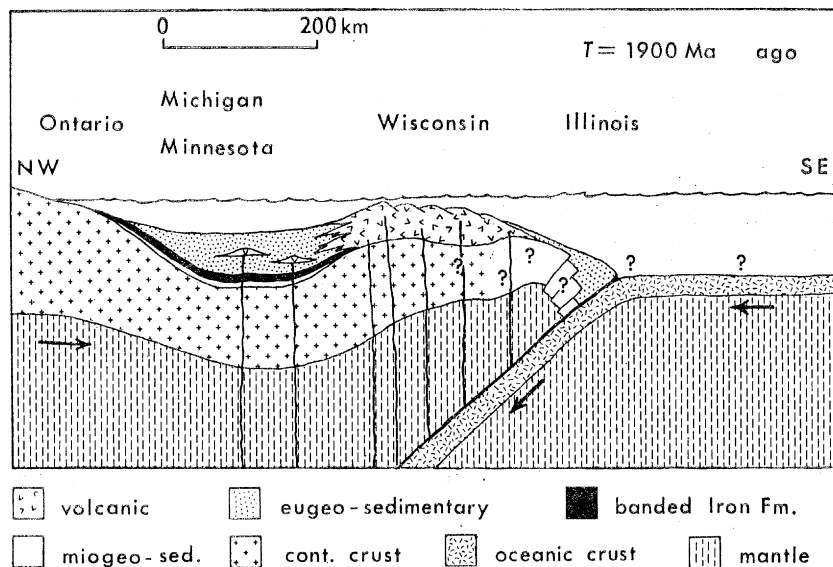 0 200 km
T = 1900 Ma ago
Michigan
Ontario Wisconsin Illinois
Minnesota
NW SE
? ?
? ? ? ?
volcanic eugeo-sedimentary banded Iron Fm.
miogeo-sed. cont. crust oceanic crust mantle